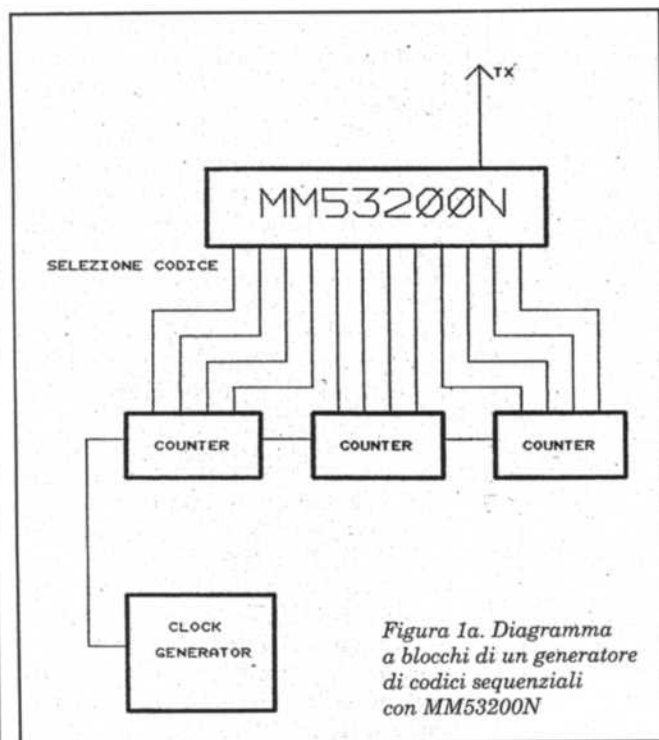 TX
MM53200N
SELEZIONE CODICE
COUNTER
COUNTER
COUNTER
CLOCK
GENERATOR
Figura 1a. Diagramma
a blocchi di un generatore
di codici sequenziali
con MM53200N